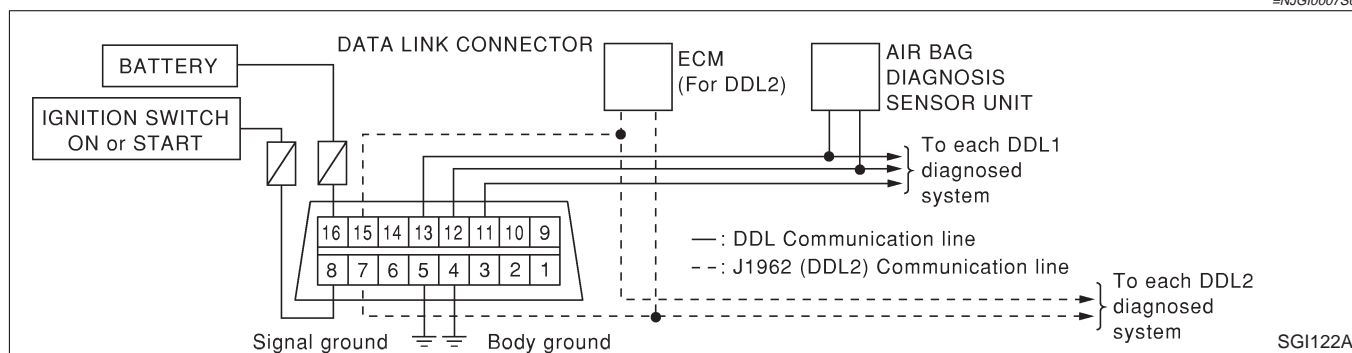 DATA LINK CONNECTOR
BATTERY
IGNITION SWITCH
ON or START
ECM
(For DDL2)
AIR BAG
DIAGNOSIS
SENSOR UNIT
To each DDL1
diagnosed
system
16 15 14 13 12 11 10 9
8 7 6 5 4 3 2 1
— : DDL Communication line
– – : J1962 (DDL2) Communication line
To each DDL2
diagnosed
system
Signal ground
Body ground
SGI122A